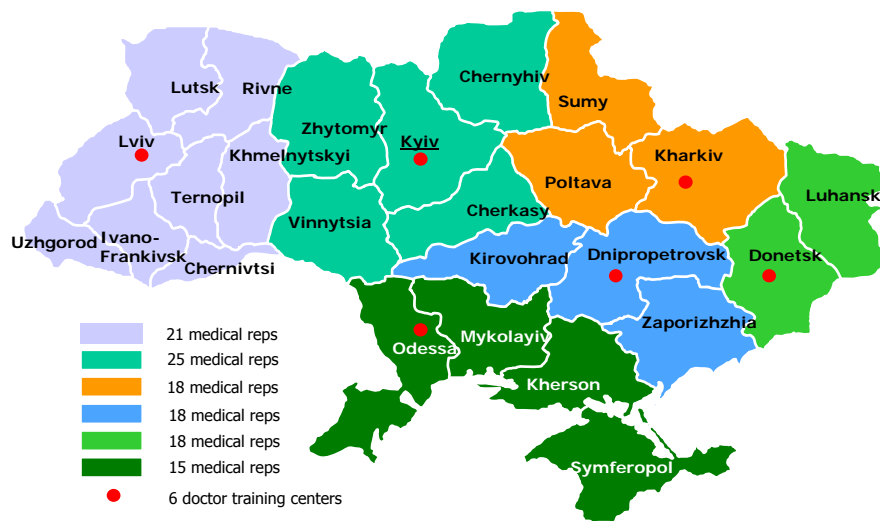 Chernyhiv
Lutsk
Rivne
Sumy
Zhytomyr
Kyiv
Lviv
Khmelnytskyi
Kharkiv
Poltava
Ternopil
Luhansk
Vinnytsia
Cherkasy
Uzhgorod
Ivano-
Frankivsk
Chernivtsi
Kirovohrad
Dnipropetrovsk
Donetsk
Zaporizhzhia
Odessa
Mykolayiv
Kherson
Symferopol
21 medical reps
25 medical reps
18 medical reps
18 medical reps
18 medical reps
15 medical reps
6 doctor training centers